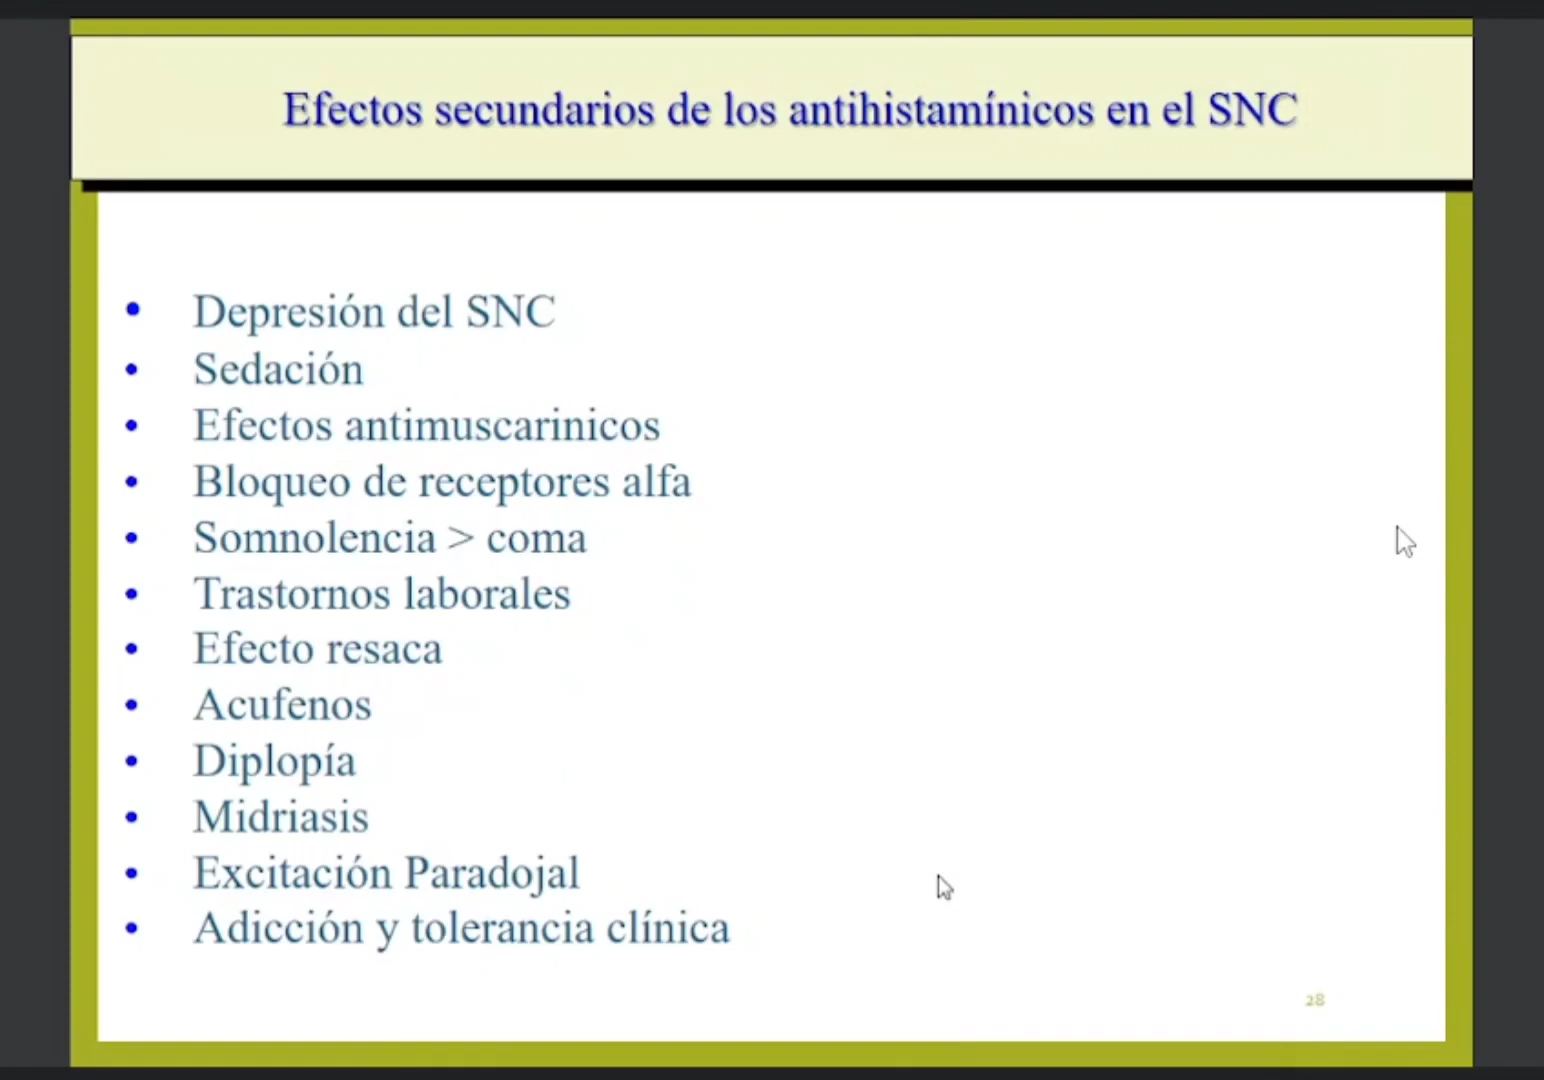 Efectos secundarios de los antihistamínicos en el SNC
• Depresión del SNC
• Sedación
• Efectos antimuscarinicos
• Bloqueo de receptores alfa
• Somnolencia > coma
• Trastornos laborales
• Efecto resaca
• Acufenos
• Diplopía
• Midriasis
• Excitación Paradojal
• Adicción y tolerancia clínica
28